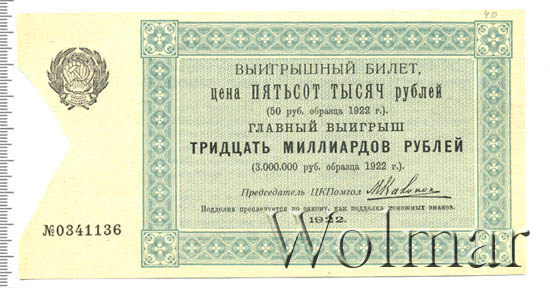 40
ВЫИГРЫШНЫЙ БИЛЕТ,
цена ПЯТЬСОТ ТЫСЯЧ рублей
(50 руб. образца 1922 г.).
ГЛАВНЫЙ ВЫИГРЫШ
ТРИДЦАТЬ МИЛЛИАРДОВ РУБЛЕЙ
(3.000.000 руб. образца 1922 г.).
Председатель ЦКПомгол
Подделка преследуется по закону, как подделка денежных знаков.
1922.
№0341136
Wolmar